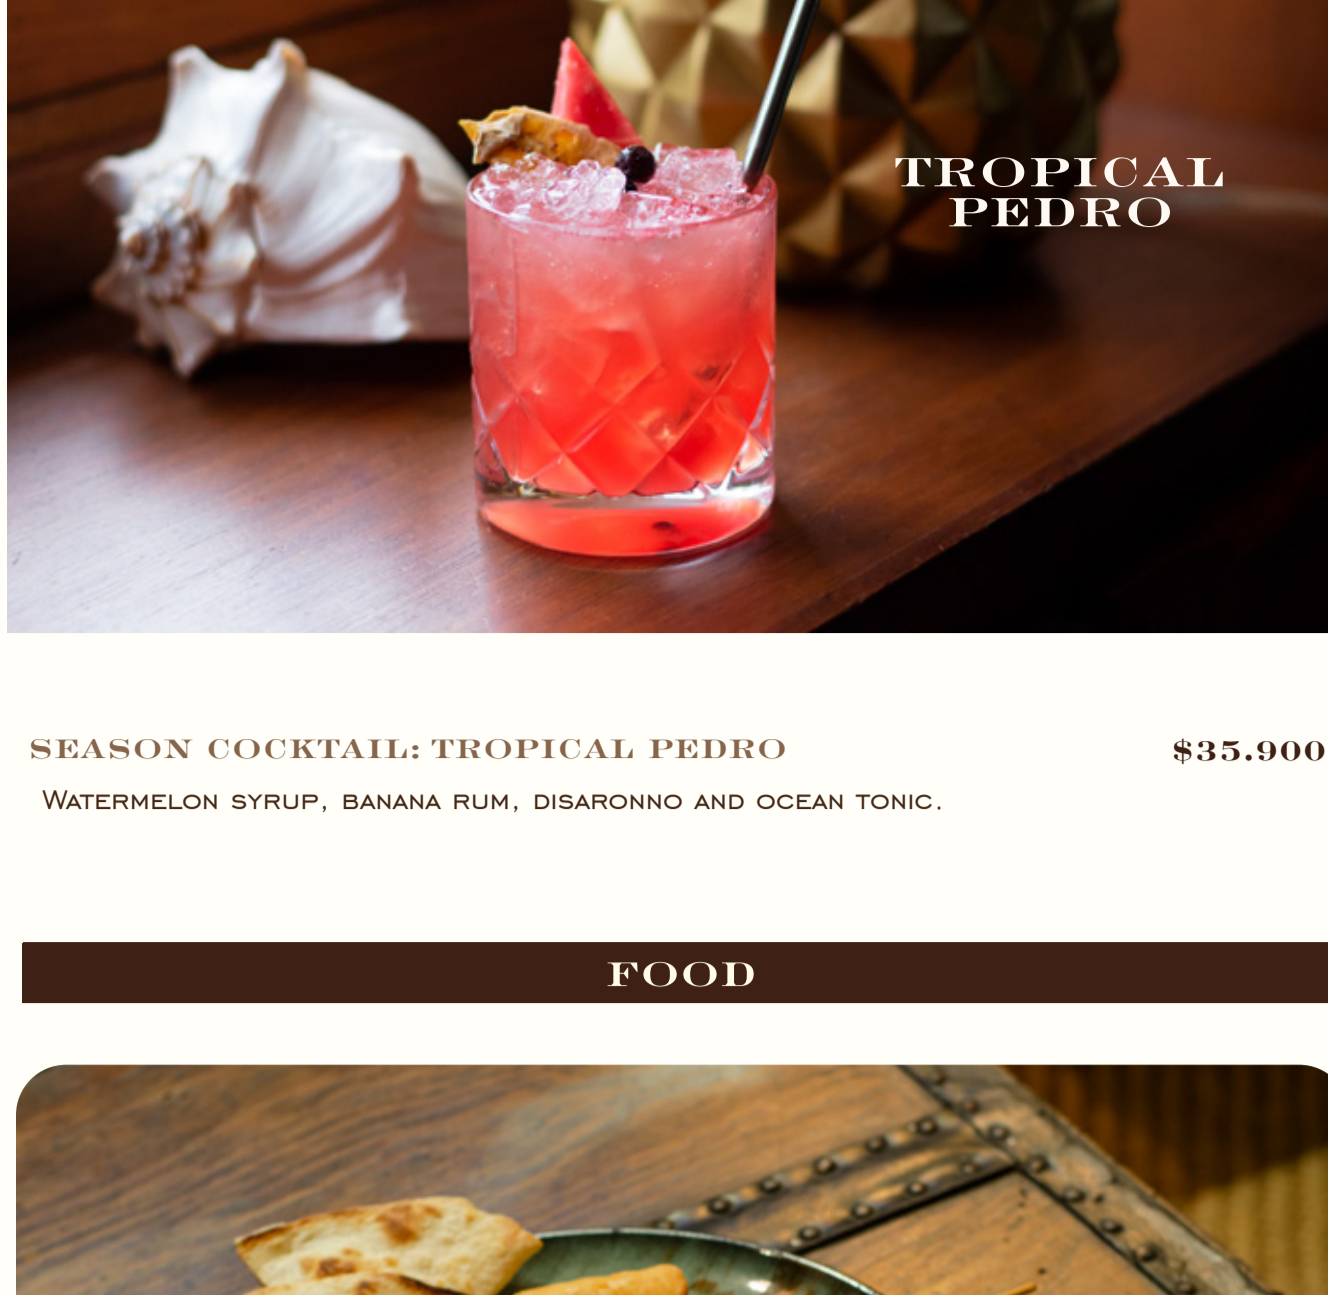 TROPICAL
PEDRO
SEASON COCKTAIL: TROPICAL PEDRO
$35.900
WATERMELON SYRUP, BANANA RUM, DISARONNO AND OCEAN TONIC.
FOOD